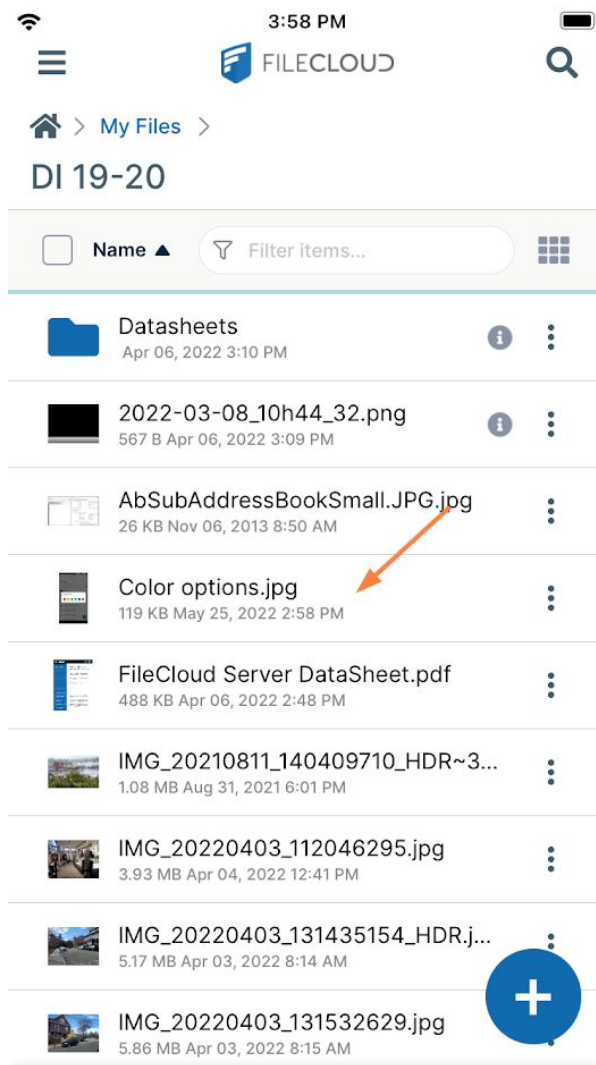 3:58 PM
FILECLOUD
My Files
DI 19-20
Name ▲ Filter items...
Datasheets
Apr 06, 2022 3:10 PM
2022-03-08_10h44_32.png
567 B Apr 06, 2022 3:09 PM
AbSubAddressBookSmall.JPG.jpg
26 KB Nov 06, 2013 8:50 AM
Color options.jpg
119 KB May 25, 2022 2:58 PM
FileCloud Server DataSheet.pdf
488 KB Apr 06, 2022 2:48 PM
IMG_20210811_140409710_HDR~3...
1.08 MB Aug 31, 2021 6:01 PM
IMG_20220403_112046295.jpg
3.93 MB Apr 04, 2022 12:41 PM
IMG_20220403_131435154_HDR.j...
5.17 MB Apr 03, 2022 8:14 AM
IMG_20220403_131532629.jpg
5.86 MB Apr 03, 2022 8:15 AM